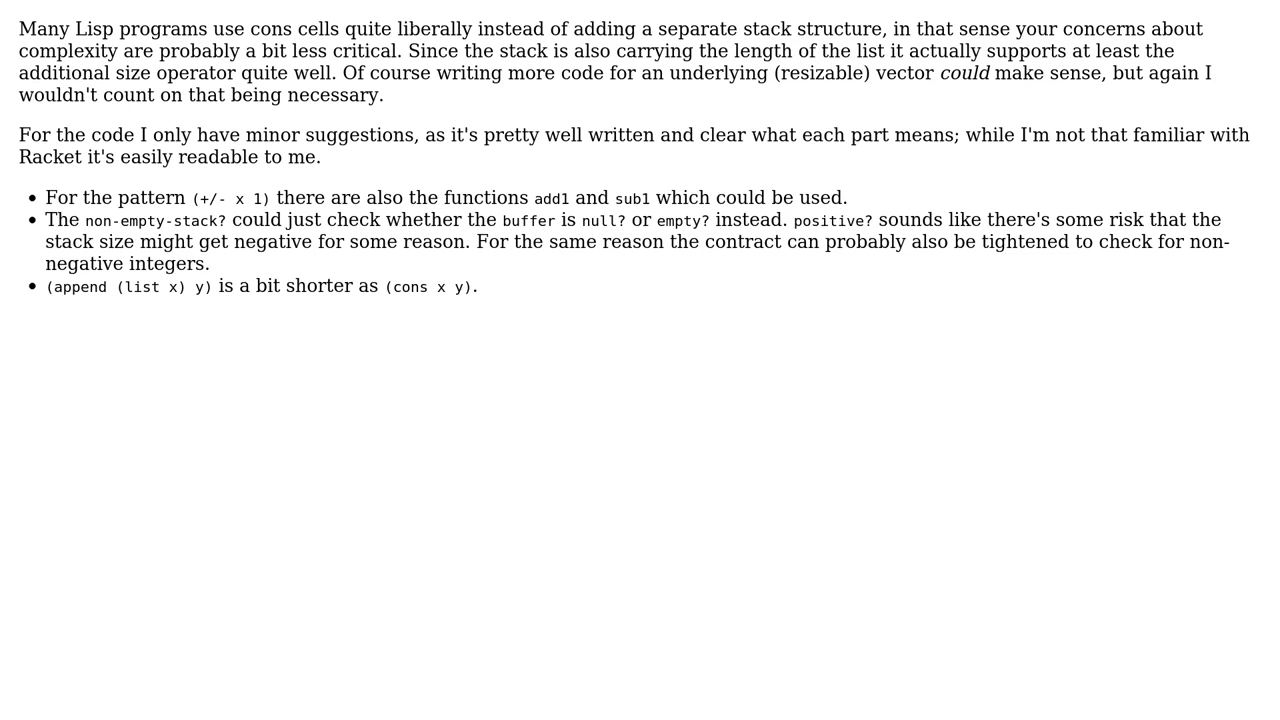 Many Lisp programs use cons cells quite liberally instead of adding a separate stack structure, in that sense your concerns about
complexity are probably a bit less critical. Since the stack is also carrying the length of the list it actually supports at least the
additional size operator quite well. Of course writing more code for an underlying (resizable) vector could make sense, but again I
wouldn't count on that being necessary.
For the code I only have minor suggestions, as it's pretty well written and clear what each part means; while I'm not that familiar with
Racket it's easily readable to me.
• For the pattern (+/- x 1) there are also the functions add1 and sub1 which could be used.
• The non-empty-stack? could just check whether the buffer is null? or empty? instead. positive? sounds like there's some risk that the
stack size might get negative for some reason. For the same reason the contract can probably also be tightened to check for non-
negative integers.
• (append (list x) y) is a bit shorter as (cons x y).